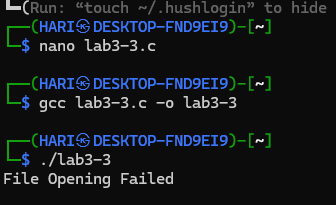 └─(Run: “touch ~/.hushlogin” to hide
┌──(HARI㉿DESKTOP-FND9EI9)-[~]
└─$ nano lab3-3.c
┌──(HARI㉿DESKTOP-FND9EI9)-[~]
└─$ gcc lab3-3.c -o lab3-3
┌──(HARI㉿DESKTOP-FND9EI9)-[~]
└─$ ./lab3-3
File Opening Failed